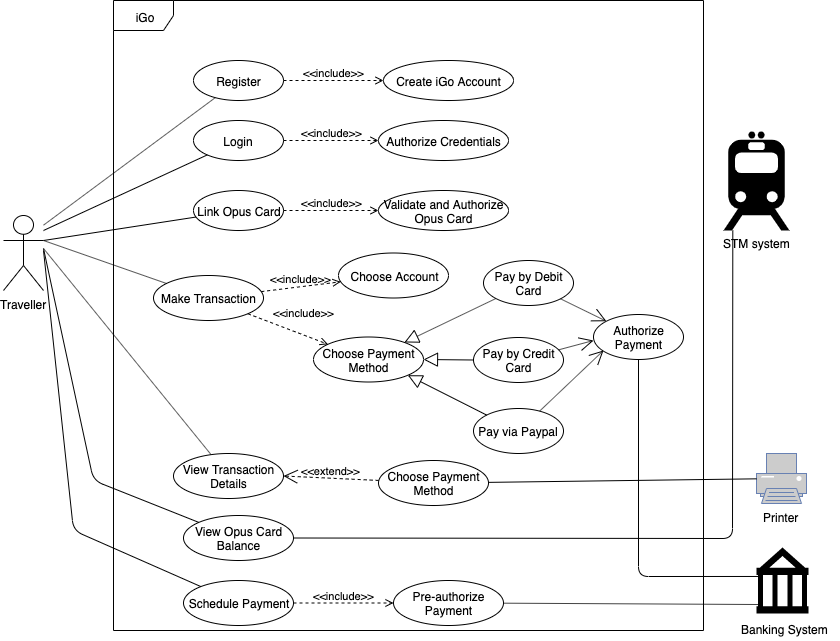 iGo
Register
<<include>>
Create iGo Account
Login
<<include>>
Authorize Credentials
Link Opus Card
<<include>>
Validate and Authorize
Opus Card
STM system
Traveller
Make Transaction
<<include>>
Choose Account
<<include>>
Choose Payment
Method
Pay by Debit
Card
Pay by Credit
Card
Pay via Paypal
Authorize
Payment
View Transaction
Details
<<extend>>
Choose Payment
Method
Printer
View Opus Card
Balance
Schedule Payment
<<include>>
Pre-authorize
Payment
Banking System